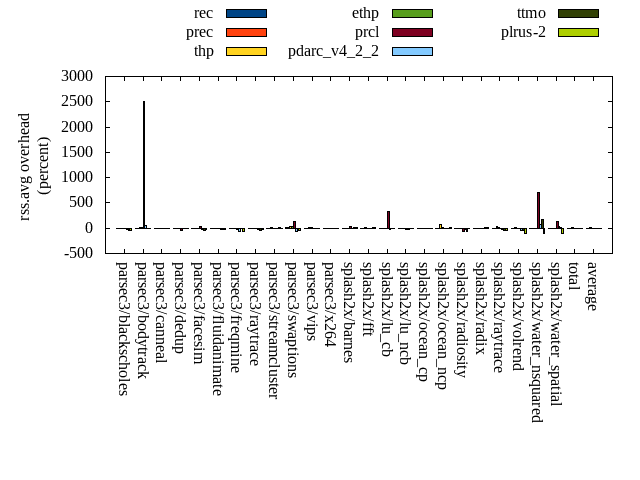 rec ethp ttmo
prec prcl plrus-2
thp pdarc_v4_2_2
rss.avg overhead
(percent)
3000
2500
2000
1500
1000
500
0
-500
parsec3/blackscholes
parsec3/bodytrack
parsec3/canneal
parsec3/dedup
parsec3/facesim
parsec3/fluidanimate
parsec3/freqmine
parsec3/raytrace
parsec3/streamcluster
parsec3/swaptions
parsec3/vips
parsec3/x264
splash2x/barnes
splash2x/fft
splash2x/lu_cb
splash2x/lu_ncb
splash2x/ocean_cp
splash2x/ocean_ncp
splash2x/radiosity
splash2x/radix
splash2x/raytrace
splash2x/volrend
splash2x/water_nsquared
splash2x/water_spatial
total
average